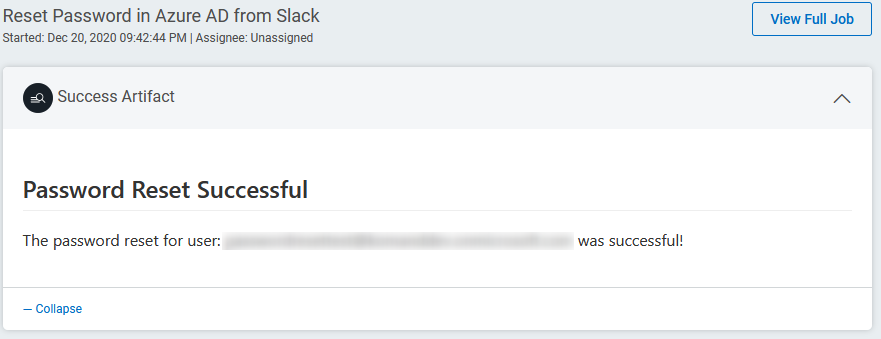 Reset Password in Azure AD from Slack
View Full Job
Started: Dec 20, 2020 09:42:44 PM | Assignee: Unassigned
Success Artifact
Password Reset Successful
The password reset for user: was successful!
— Collapse